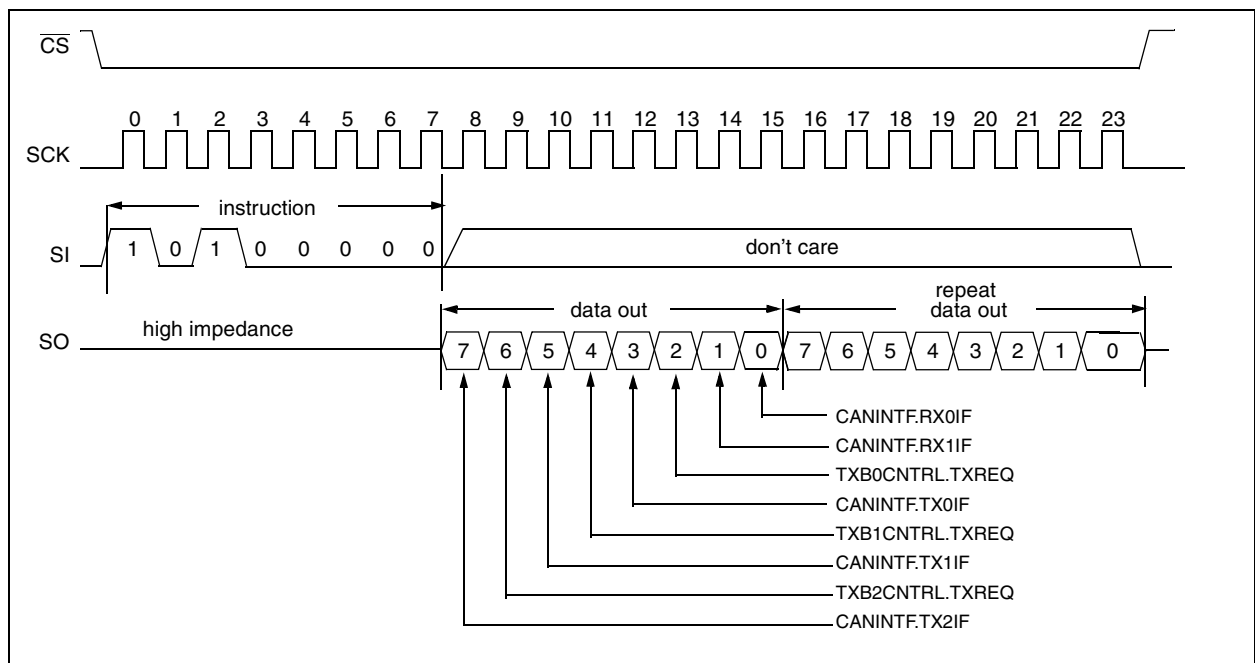 CS
0 1 2 3 4 5 6 7 8 9 10 11 12 13 14 15 16 17 18 19 20 21 22 23
SCK
instruction
SI
1 0 1 0 0 0 0 0
don't care
repeat
data out
data out
high impedance
SO
7 6 5 4 3 2 1 0 7 6 5 4 3 2 1 0
CANINTF.RX0IF
CANINTF.RX1IF
TXB0CNTRL.TXREQ
CANINTF.TX0IF
TXB1CNTRL.TXREQ
CANINTF.TX1IF
TXB2CNTRL.TXREQ
CANINTF.TX2IF